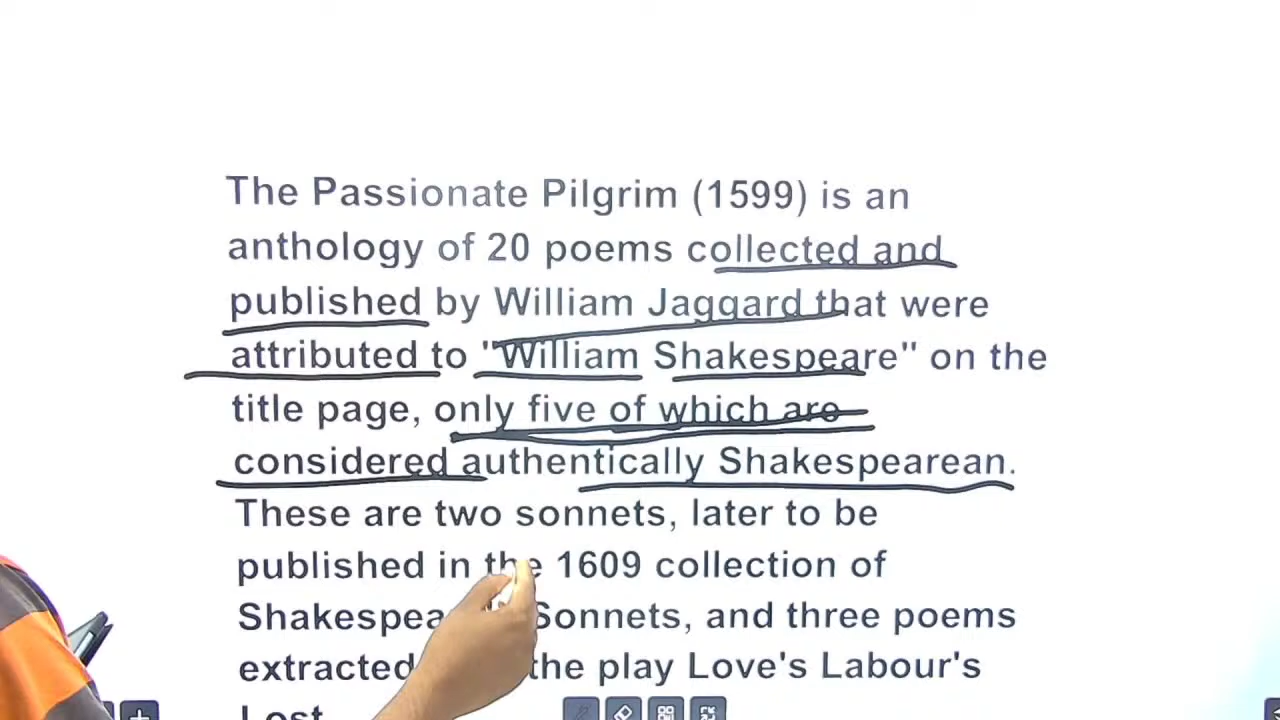 The Passionate Pilgrim (1599) is an
anthology of 20 poems collected and
published by William Jaggard that were
attributed to "William Shakespeare" on the
title page, only five of which are
considered authentically Shakespearean.
These are two sonnets, later to be
published in the 1609 collection of
Sonnets, and three poems
extracted the play Love's Labour's
Lost